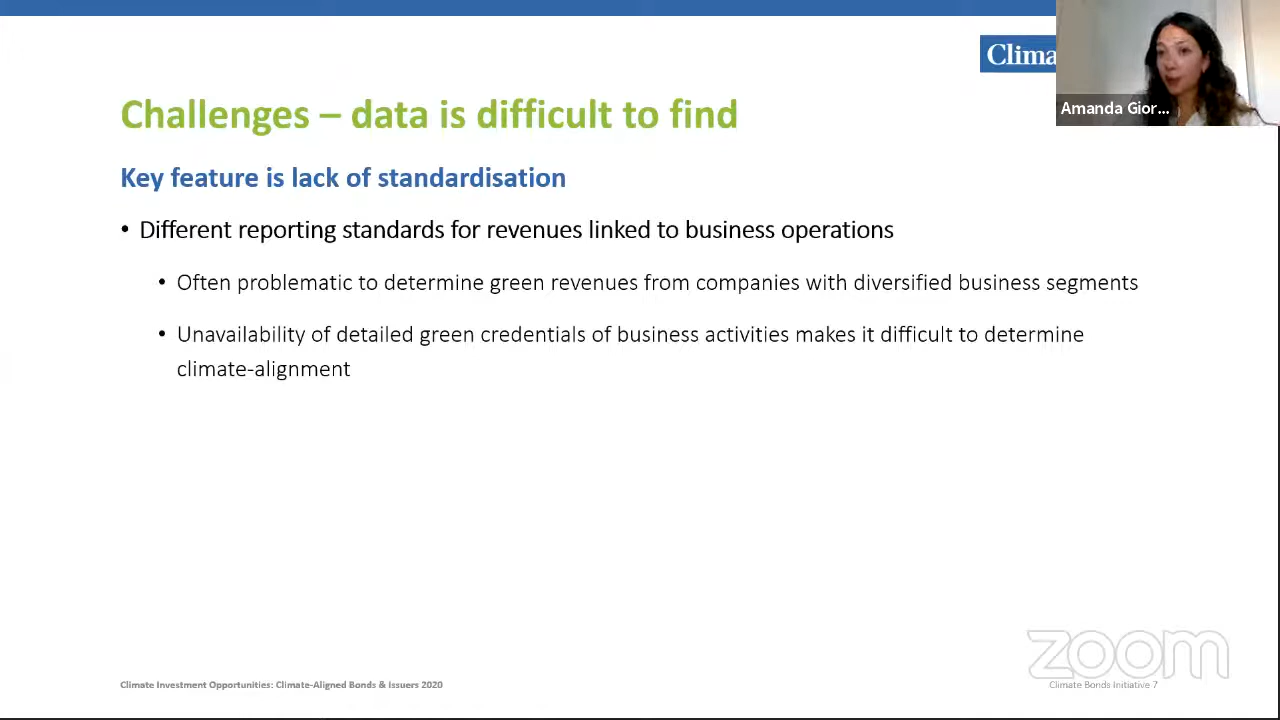 Clima
Amanda Gior...
Challenges – data is difficult to find
Key feature is lack of standardisation
• Different reporting standards for revenues linked to business operations
• Often problematic to determine green revenues from companies with diversified business segments
• Unavailability of detailed green credentials of business activities makes it difficult to determine
climate-alignment
zoom
Climate Investment Opportunities: Climate-Aligned Bonds & Issuers 2020
Climate Bonds Initiative 7